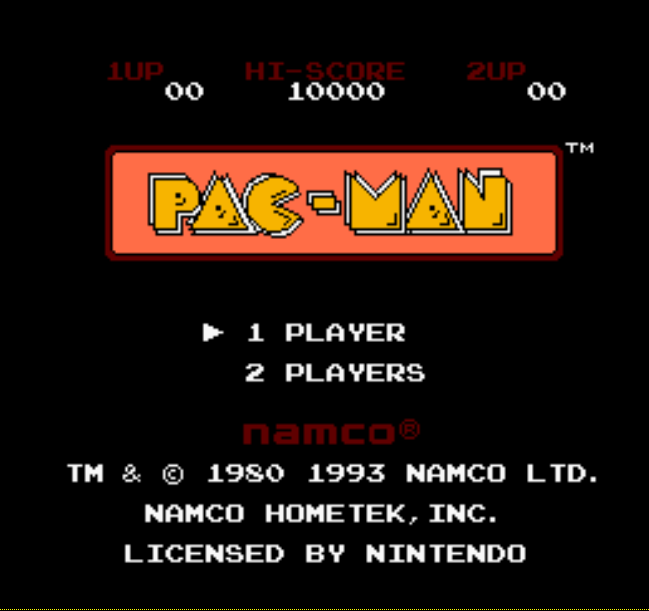 1UP HI-SCORE 2UP
00 10000 00
PAC-MAN TM
1 PLAYER
2 PLAYERS
namco®
TM & © 1980 1993 NAMCO LTD.
NAMCO HOMETEK,INC.
LICENSED BY NINTENDO